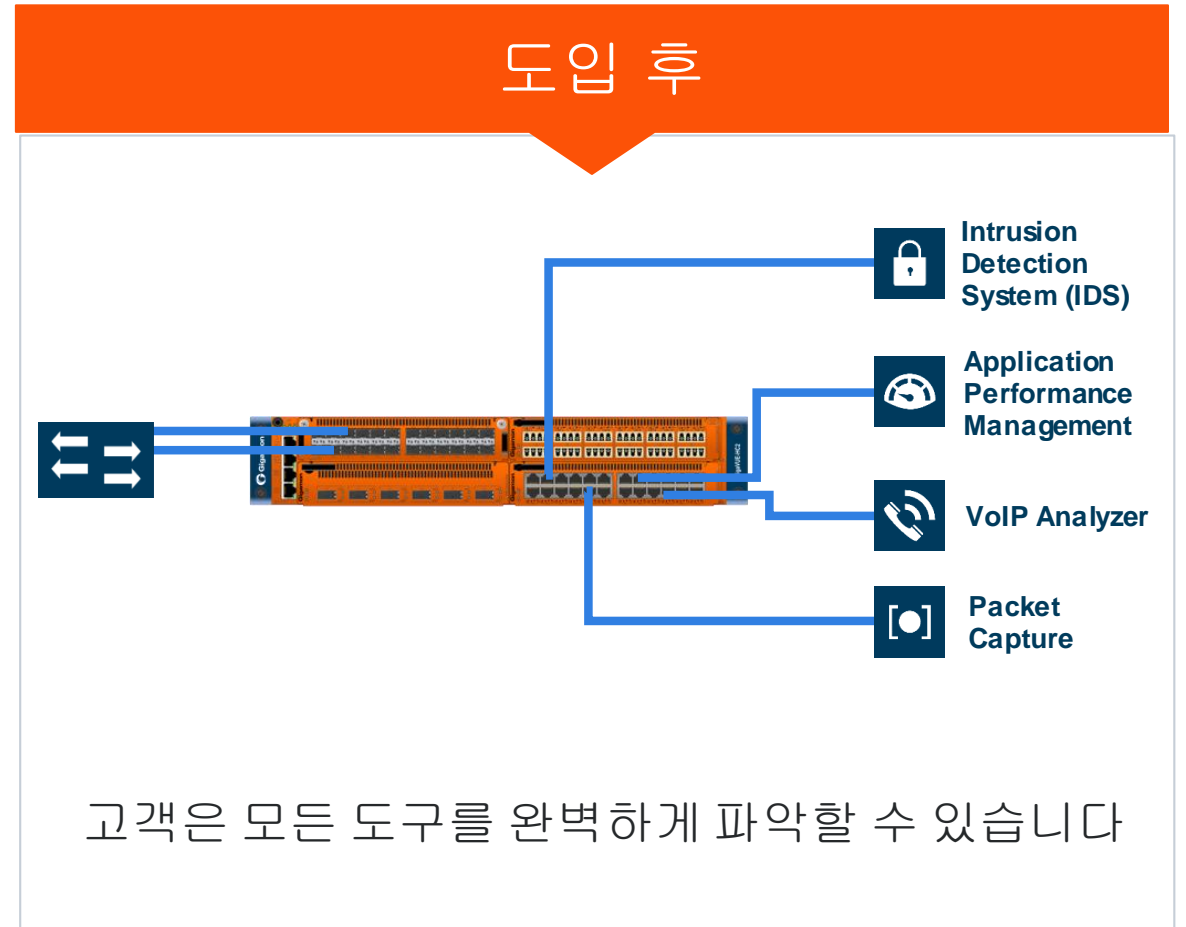 도입 후
Intrusion
Detection
System (IDS)
Application
Performance
Management
Gigamon
VoIP Analyzer
Packet
Capture
고객은 모든 도구를 완벽하게 파악할 수 있습니다